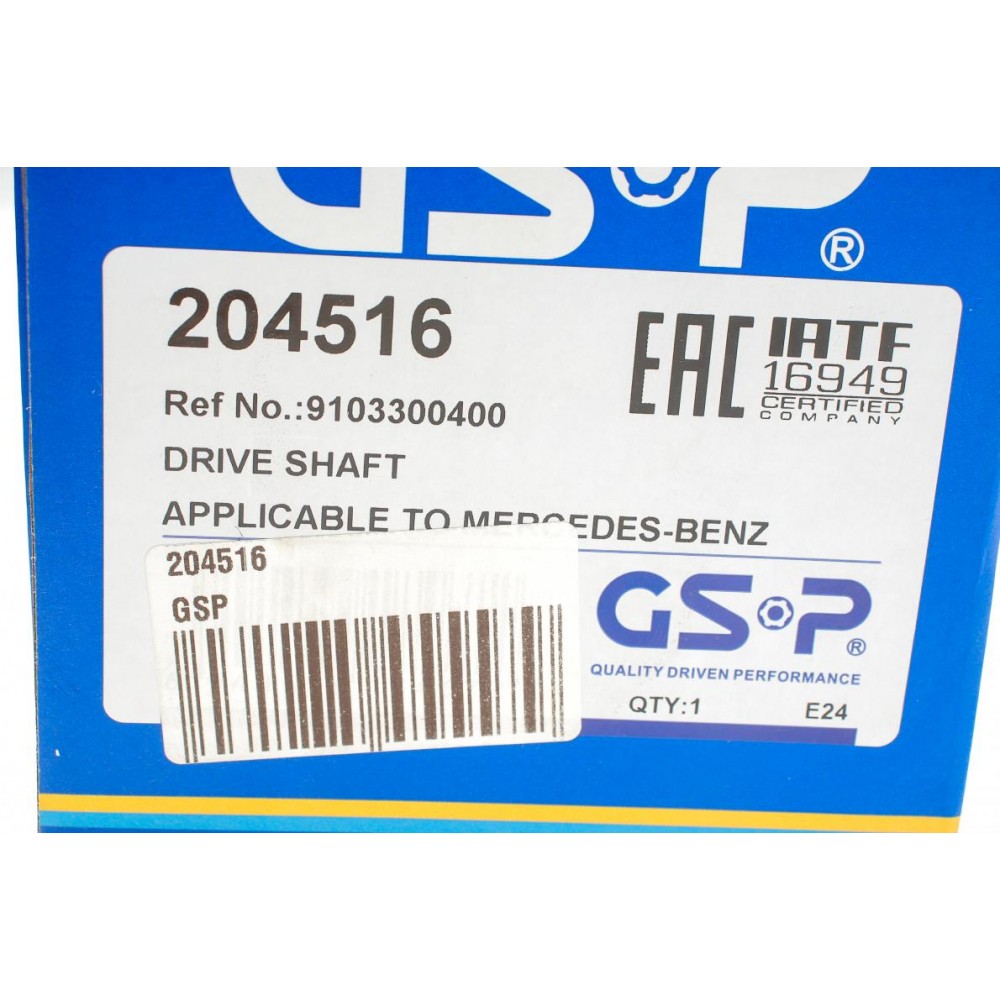 GSP®
204516
EAC
IATF
16949
CERTIFIED
COMPANY
Ref No.:9103300400
DRIVE SHAFT
APPLICABLE TO MERCEDES-BENZ
204516
GSP
GSP®
QUALITY DRIVEN PERFORMANCE
QTY:1 E24